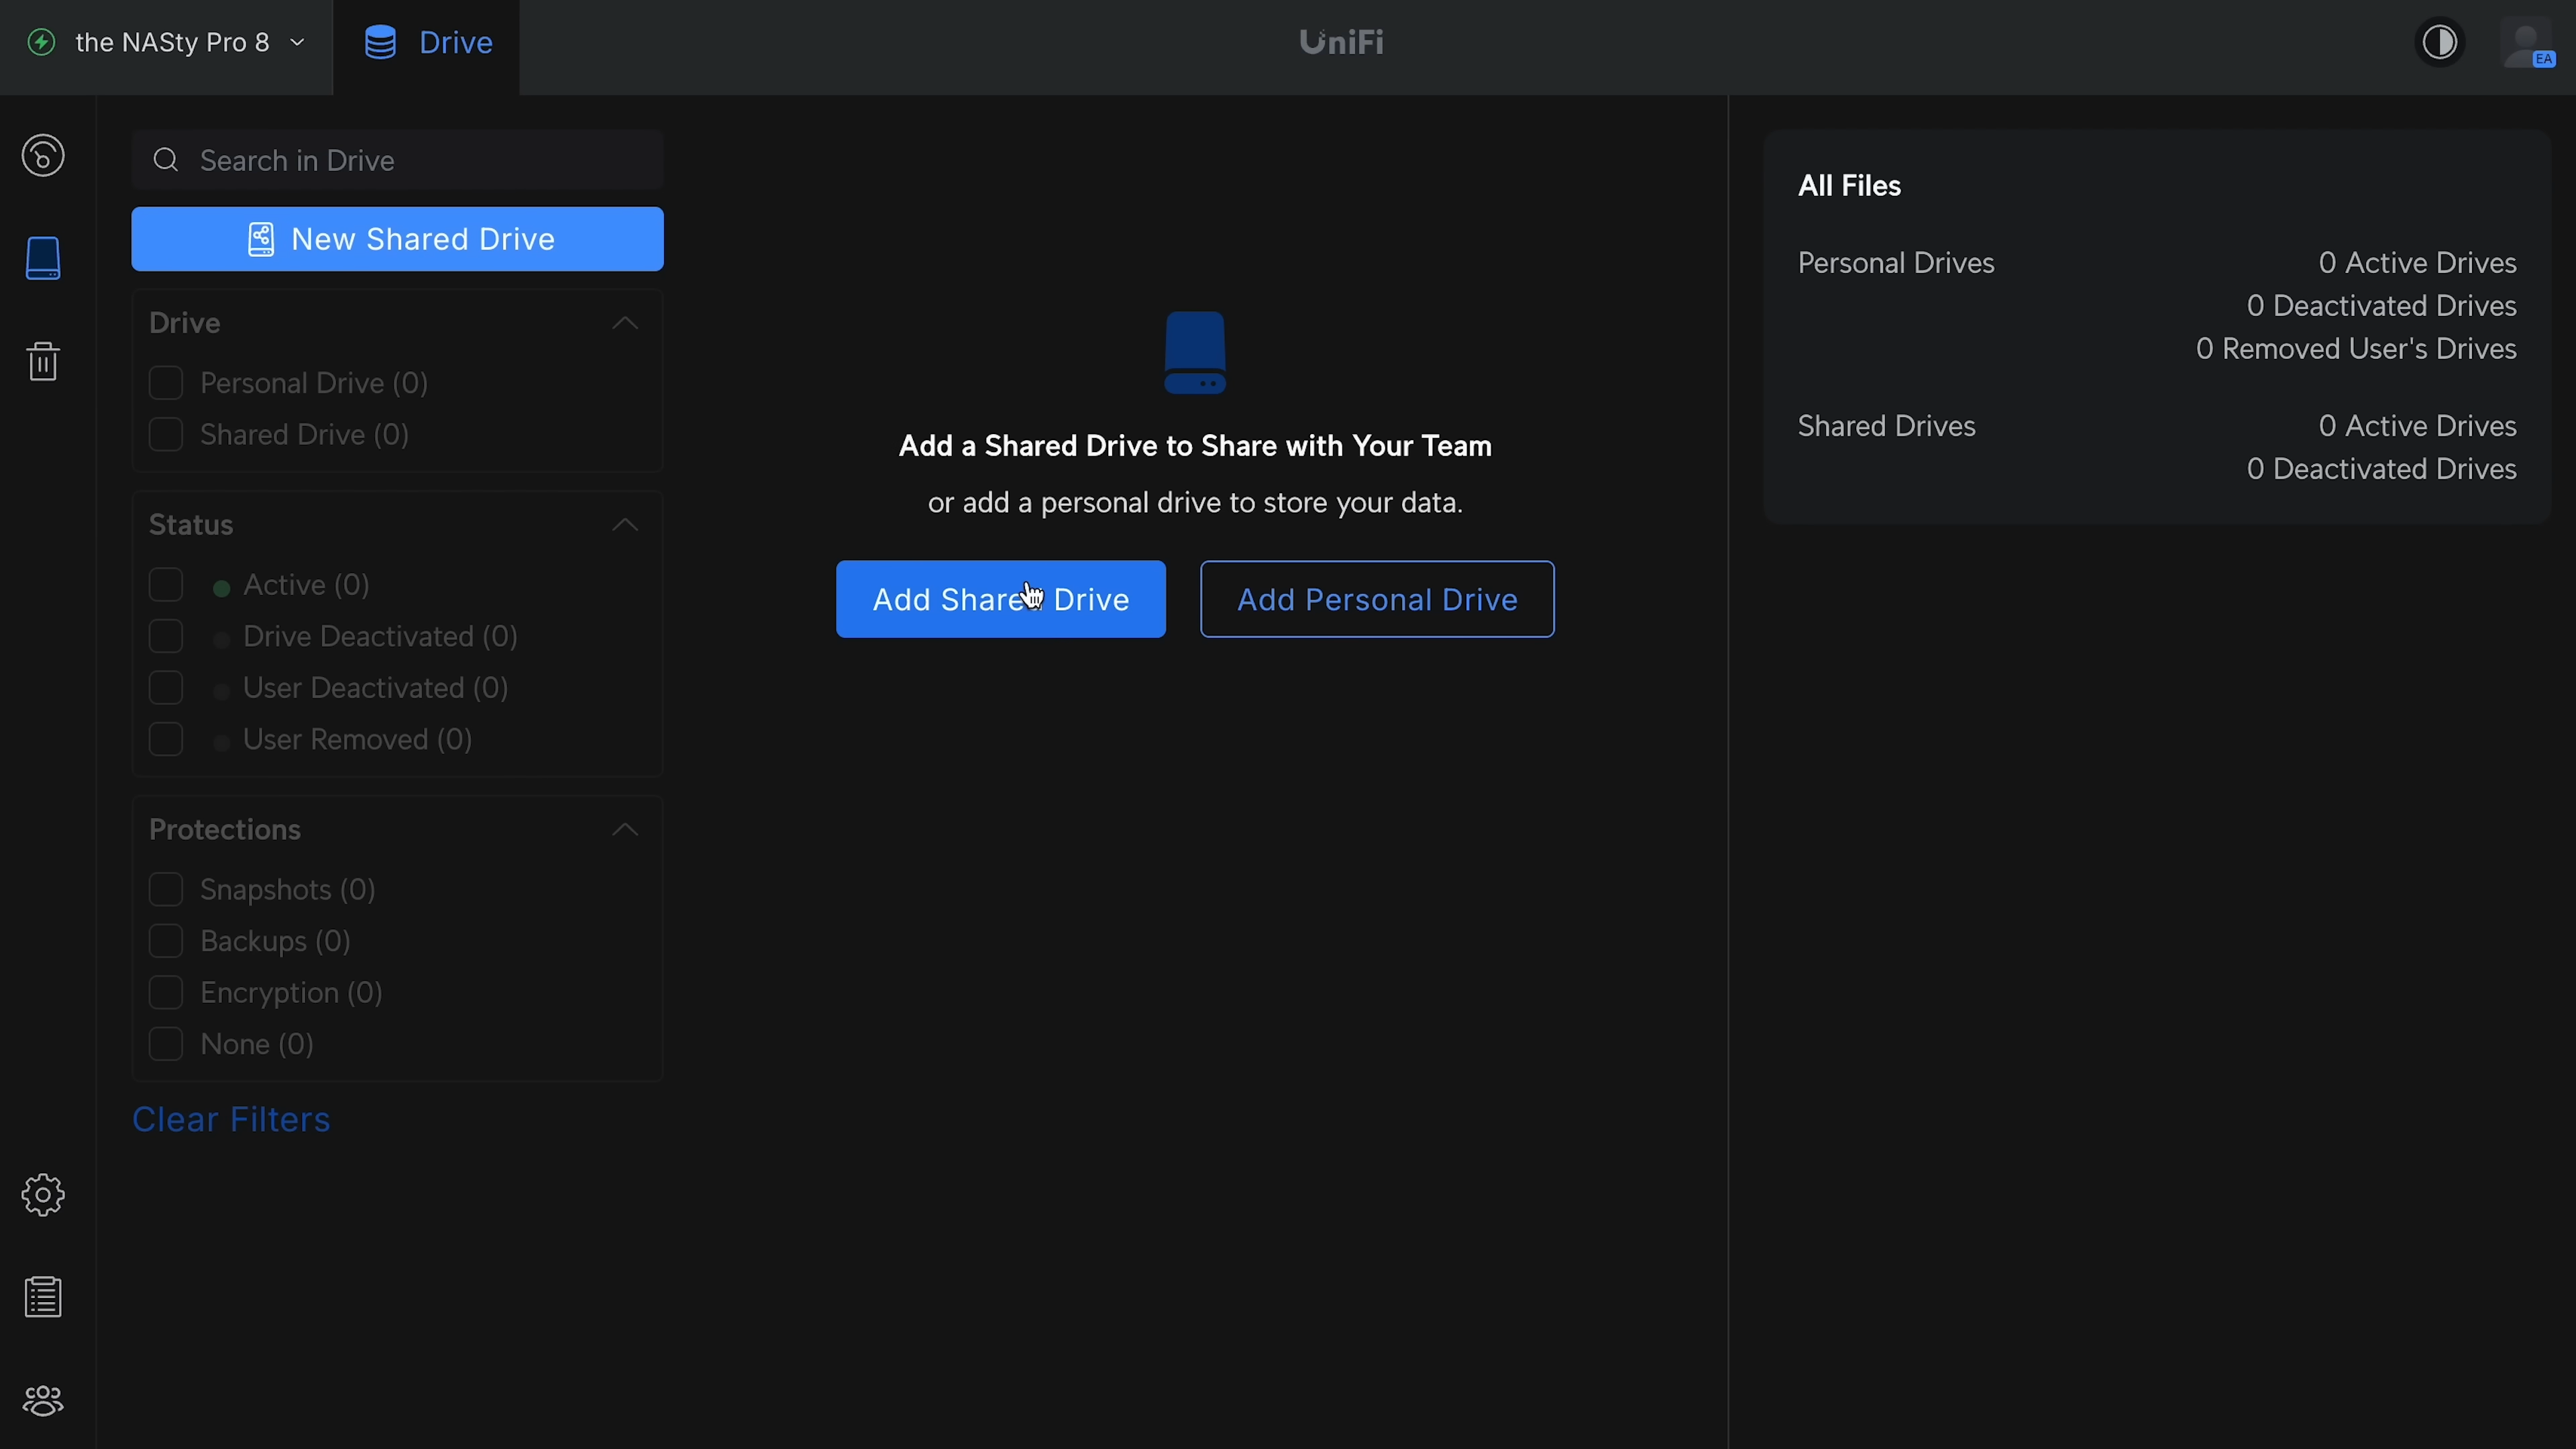 the NASty Pro 8
Drive
UniFi
EA
Search in Drive
New Shared Drive
Drive
Personal Drive (0)
Shared Drive (0)
Status
Active (0)
Drive Deactivated (0)
User Deactivated (0)
User Removed (0)
Protections
Snapshots (0)
Backups (0)
Encryption (0)
None (0)
Clear Filters
Add a Shared Drive to Share with Your Team
or add a personal drive to store your data.
Add Shared Drive
Add Personal Drive
All Files
Personal Drives 0 Active Drives
0 Deactivated Drives
0 Removed User's Drives
Shared Drives 0 Active Drives
0 Deactivated Drives